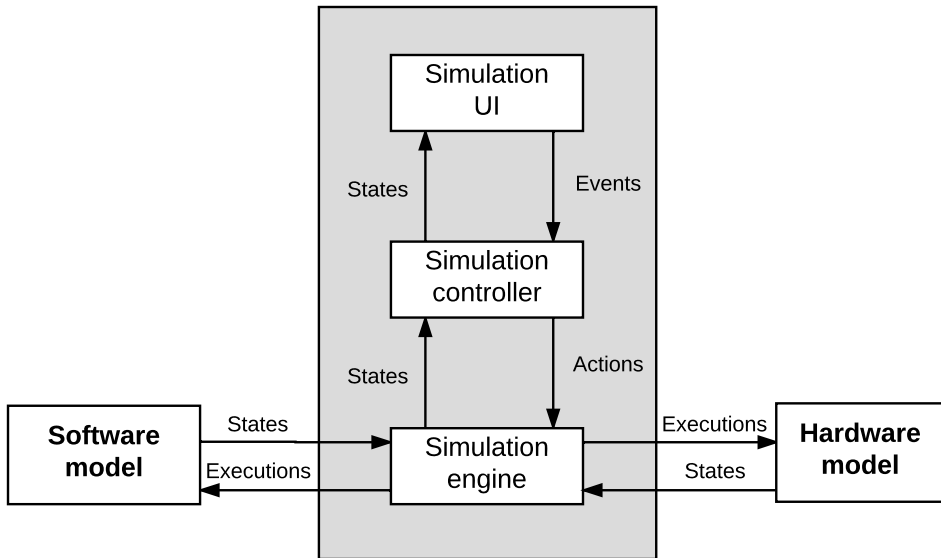 Simulation
UI
States
Events
Simulation
controller
States
Actions
Software
model
States
Executions
Simulation
engine
Executions
States
Hardware
model